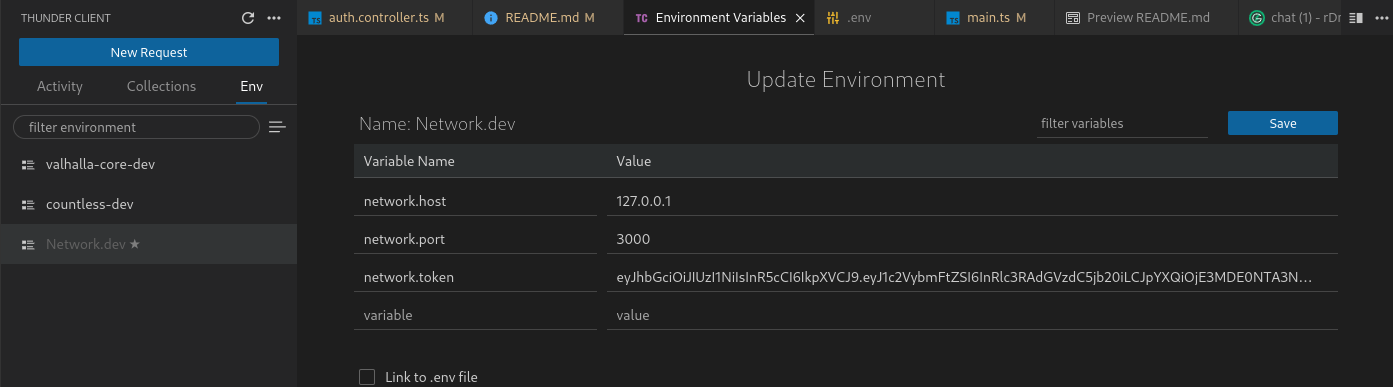 THUNDER CLIENT
New Request
Activity Collections Env
filter environment
valhalla-core-dev
countless-dev
Network.dev ★
TS auth.controller.ts M
README.md M
TC Environment Variables ×
.env
TS main.ts M
Preview README.md
chat (1) - rDr
Update Environment
Name: Network.dev
filter variables
Save
Variable Name Value
network.host 127.0.0.1
network.port 3000
network.token eyJhbGciOiJIUzI1NiIsInR5cCI6IkpXVCJ9.eyJ1c2VybmFtZSI6InRlc3RAdGVzdC5jb20iLCJpYXQiOjE3MDE0NTA3N...
variable value
Link to .env file